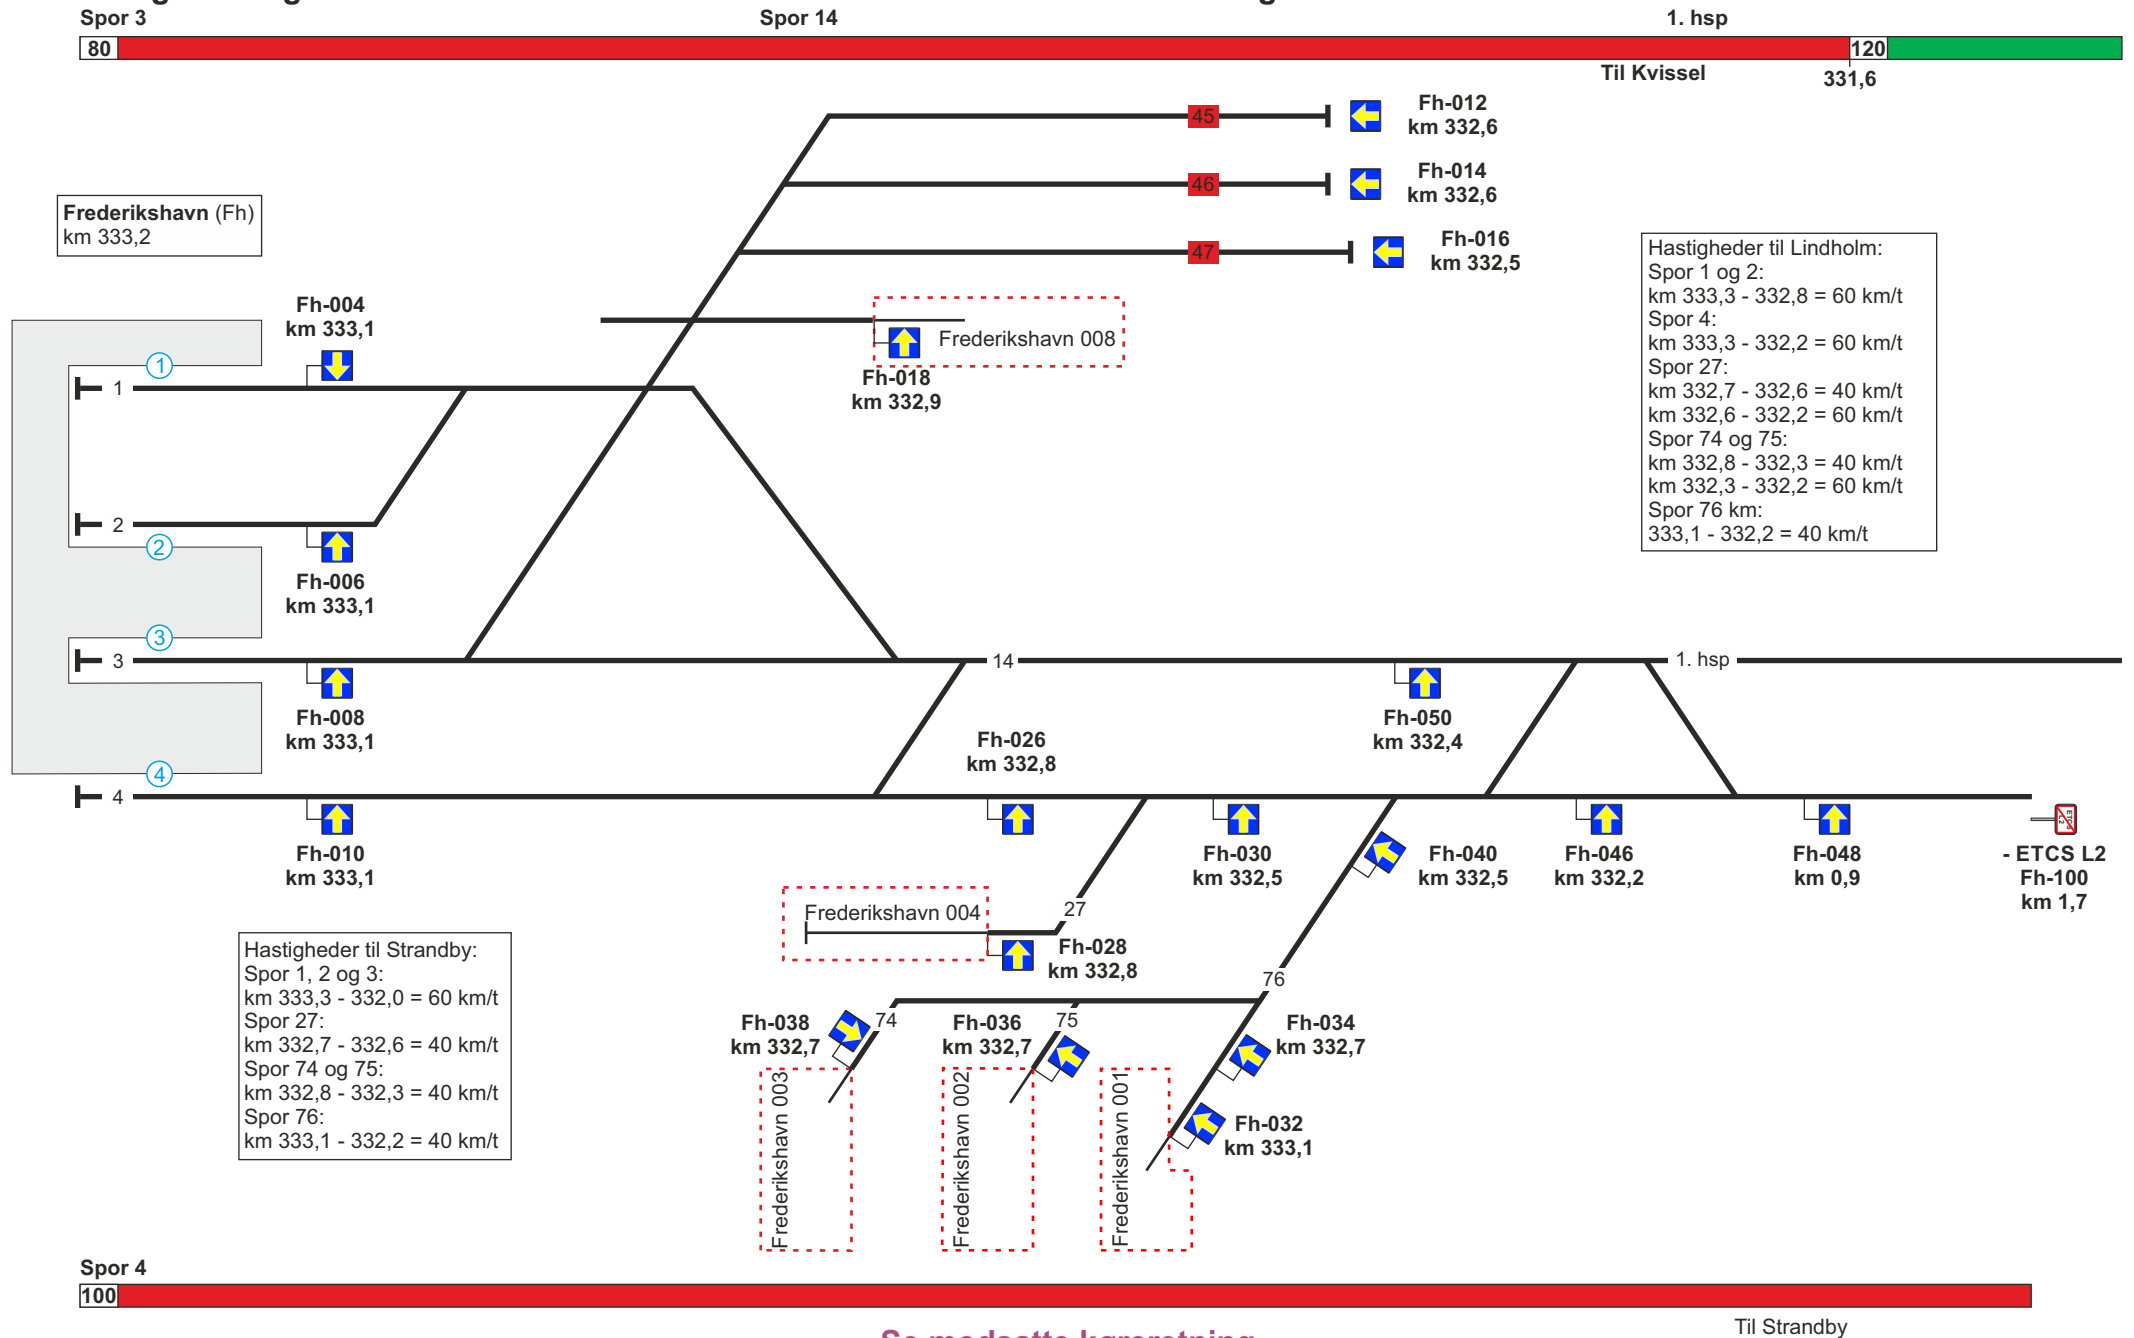 Spor 3
Spor 14
1. hsp
80
120
Til Kvissel
331,6
45
Fh-012
km 332,6
46
Fh-014
km 332,6
47
Fh-016
km 332,5
Frederikshavn (Fh)
km 333,2
Hastigheder til Lindholm:
Spor 1 og 2:
km 333,3 - 332,8 = 60 km/t
Spor 4:
km 333,3 - 332,2 = 60 km/t
Spor 27:
km 332,7 - 332,6 = 40 km/t
km 332,6 - 332,2 = 60 km/t
Spor 74 og 75:
km 332,8 - 332,3 = 40 km/t
km 332,3 - 332,2 = 60 km/t
Spor 76 km:
333,1 - 332,2 = 40 km/t
Fh-004
km 333,1
Frederikshavn 008
Fh-018
km 332,9
1
1
2
2
Fh-006
km 333,1
3
3
14
1. hsp
Fh-008
km 333,1
Fh-050
km 332,4
Fh-026
km 332,8
4
4
Fh-010
km 333,1
Fh-030
km 332,5
Fh-040
km 332,5
Fh-046
km 332,2
Fh-048
km 0,9
- ETCS L2
Fh-100
km 1,7
Frederikshavn 004
27
Fh-028
km 332,8
Hastigheder til Strandby:
Spor 1, 2 og 3:
km 333,3 - 332,0 = 60 km/t
Spor 27:
km 332,7 - 332,6 = 40 km/t
Spor 74 og 75:
km 332,8 - 332,3 = 40 km/t
Spor 76:
km 333,1 - 332,2 = 40 km/t
76
Fh-038
km 332,7
74
Fh-036
km 332,7
75
Fh-034
km 332,7
Frederikshavn 003
Frederikshavn 002
Frederikshavn 001
Fh-032
km 333,1
Spor 4
100
Til Strandby
Se modsatte køreretning